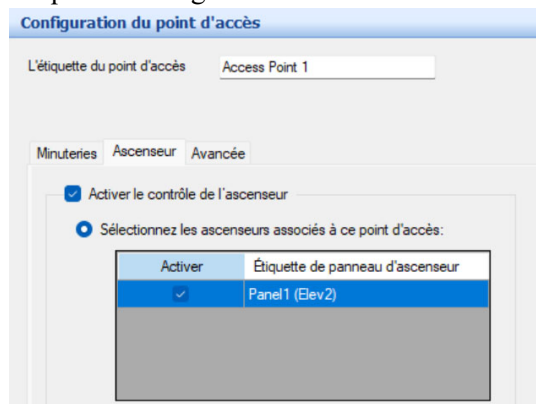 Configuration du point d'accès
L'étiquette du point d'accès Access Point 1
Minuteries Ascenseur Avancée
Activer le contrôle de l'ascenseur
Sélectionnez les ascenseurs associés à ce point d'accès:
Activer Étiquette de panneau d'ascenseur
Panel1 (Elev2)